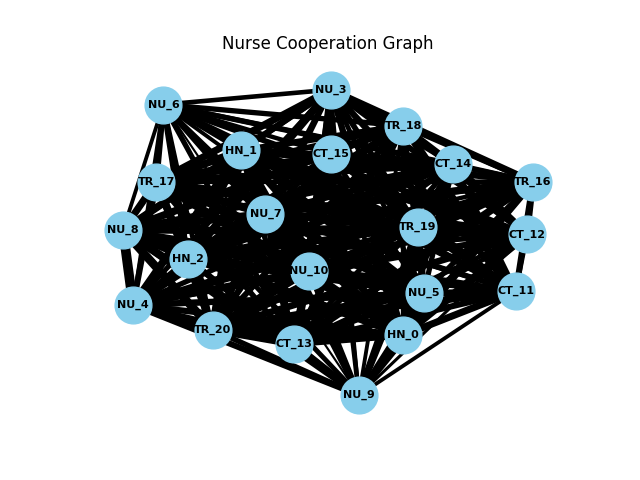 Nurse Cooperation Graph
NU_3
NU_6
TR_18
HN_1
CT_15
CT_14
TR_17
TR_16
NU_7
TR_19
NU_8
CT_12
HN_2
NU_10
NU_5
CT_11
NU_4
TR_20
HN_0
CT_13
NU_9